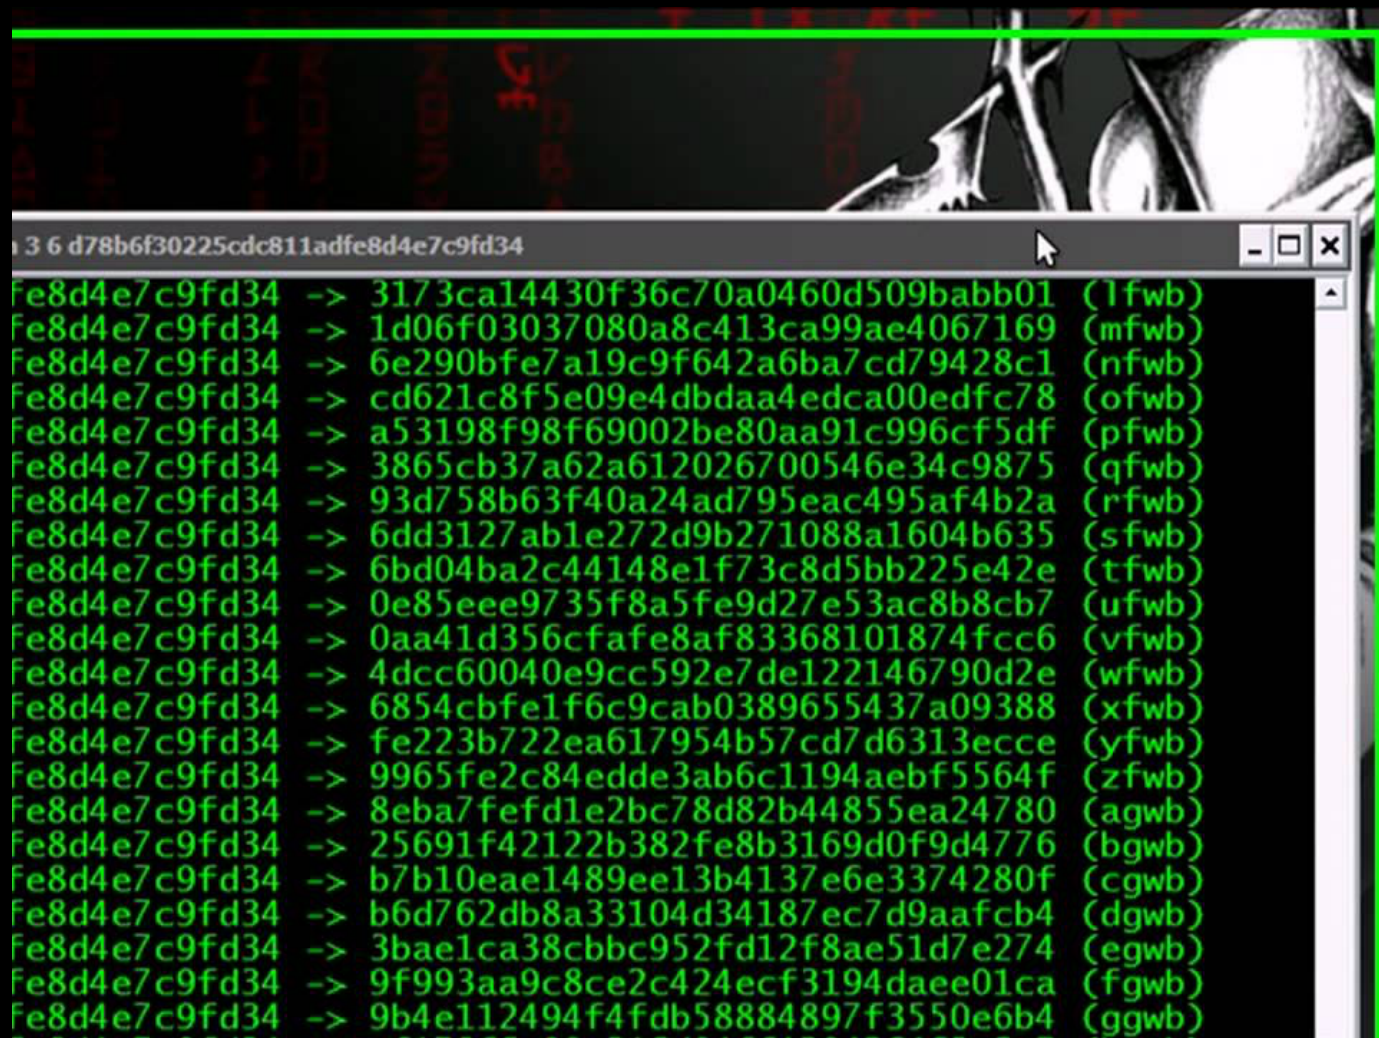 3 6 d78b6f30225cdc811adfe8d4e7c9fd34
fe8d4e7c9fd34 -> 3173ca14430f36c70a0460d509babb01 (lfwb)
fe8d4e7c9fd34 -> 1d06f03037080a8c413ca99ae4067169 (mfwb)
fe8d4e7c9fd34 -> 6e290bfe7a19c9f642a6ba7cd79428c1 (nfwb)
fe8d4e7c9fd34 -> cd621c8f5e09e4dbdaa4edca00edfc78 (ofwb)
fe8d4e7c9fd34 -> a53198f98f69002be80aa91c996cf5df (pfwb)
fe8d4e7c9fd34 -> 3865cb37a62a612026700546e34c9875 (qfwb)
fe8d4e7c9fd34 -> 93d758b63f40a24ad795eac495af4b2a (rfwb)
fe8d4e7c9fd34 -> 6dd3127ab1e272d9b271088a1604b635 (sfwb)
fe8d4e7c9fd34 -> 6bd04ba2c44148e1f73c8d5bb225e42e (tfwb)
fe8d4e7c9fd34 -> 0e85eee9735f8a5fe9d27e53ac8b8cb7 (ufwb)
fe8d4e7c9fd34 -> 0aa41d356cfafe8af83368101874fcc6 (vfwb)
fe8d4e7c9fd34 -> 4dcc60040e9cc592e7de122146790d2e (wfwb)
fe8d4e7c9fd34 -> 6854cbfe1f6c9cab0389655437a09388 (xfwb)
fe8d4e7c9fd34 -> fe223b722ea617954b57cd7d6313ecce (yfwb)
fe8d4e7c9fd34 -> 9965fe2c84edde3ab6c1194aebf5564f (zfwb)
fe8d4e7c9fd34 -> 8eba7fefd1e2bc78d82b44855ea24780 (agwb)
fe8d4e7c9fd34 -> 25691f42122b382fe8b3169d0f9d4776 (bgwb)
fe8d4e7c9fd34 -> b7b10eae1489ee13b4137e6e3374280f (cgwb)
fe8d4e7c9fd34 -> b6d762db8a33104d34187ec7d9aafcb4 (dgwb)
fe8d4e7c9fd34 -> 3bae1ca38cbbc952fd12f8ae51d7e274 (egwb)
fe8d4e7c9fd34 -> 9f993aa9c8ce2c424ecf3194daee01ca (fgwb)
fe8d4e7c9fd34 -> 9b4e112494f4fdb58884897f3550e6b4 (ggwb)